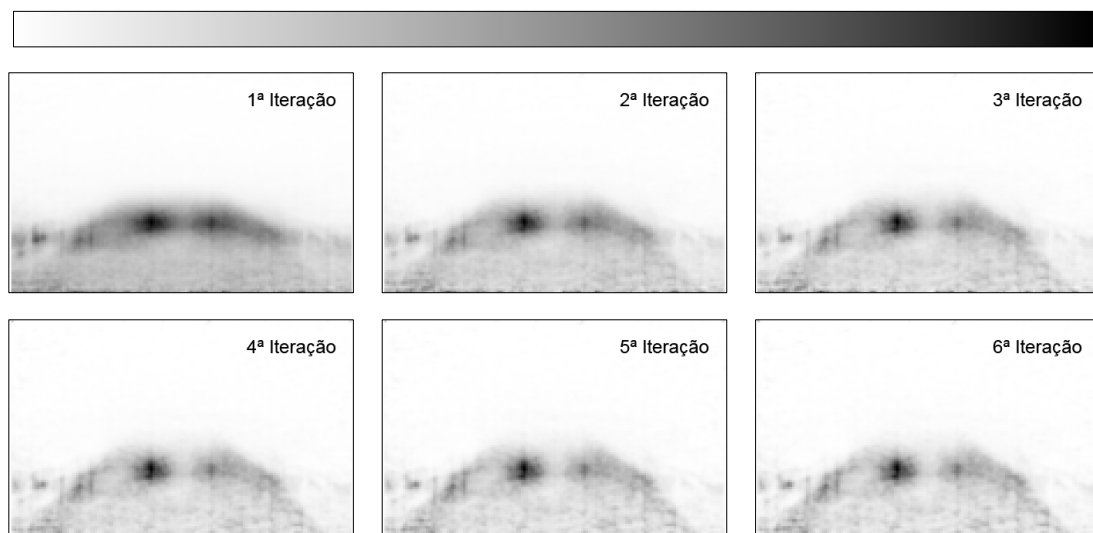 1ª Iteração
2ª Iteração
3ª Iteração
4ª Iteração
5ª Iteração
6ª Iteração